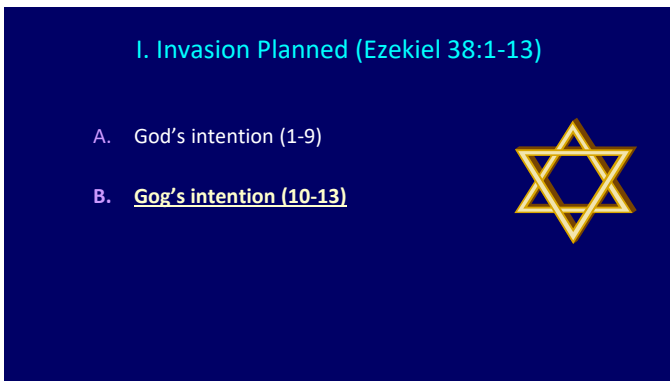 I. Invasion Planned (Ezekiel 38:1-13)
A. God’s intention (1-9)
B. Gog’s intention (10-13)